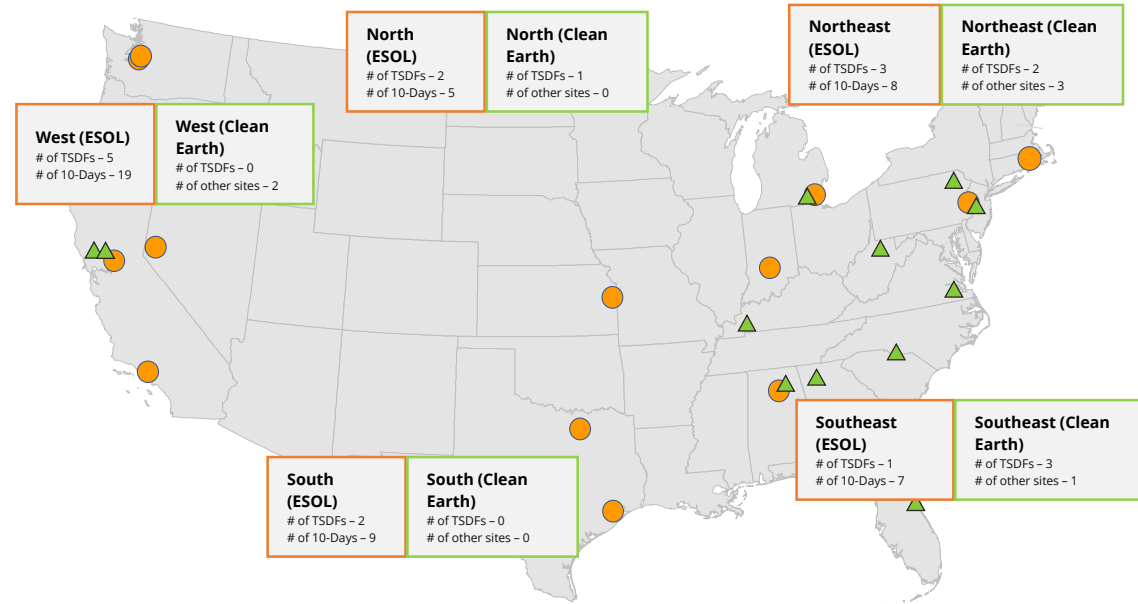 North
(ESOL)
# of TSDFs – 2
# of 10-Days – 5
North (Clean
Earth)
# of TSDFs – 1
# of other sites – 0
Northeast
(ESOL)
# of TSDFs – 3
# of 10-Days – 8
Northeast (Clean
Earth)
# of TSDFs – 2
# of other sites – 3
West (ESOL)
# of TSDFs – 5
# of 10-Days – 19
West (Clean
Earth)
# of TSDFs – 0
# of other sites – 2
Southeast
(ESOL)
# of TSDFs – 1
# of 10-Days – 7
Southeast (Clean
Earth)
# of TSDFs – 3
# of other sites – 1
South
(ESOL)
# of TSDFs – 2
# of 10-Days – 9
South (Clean
Earth)
# of TSDFs – 0
# of other sites – 0